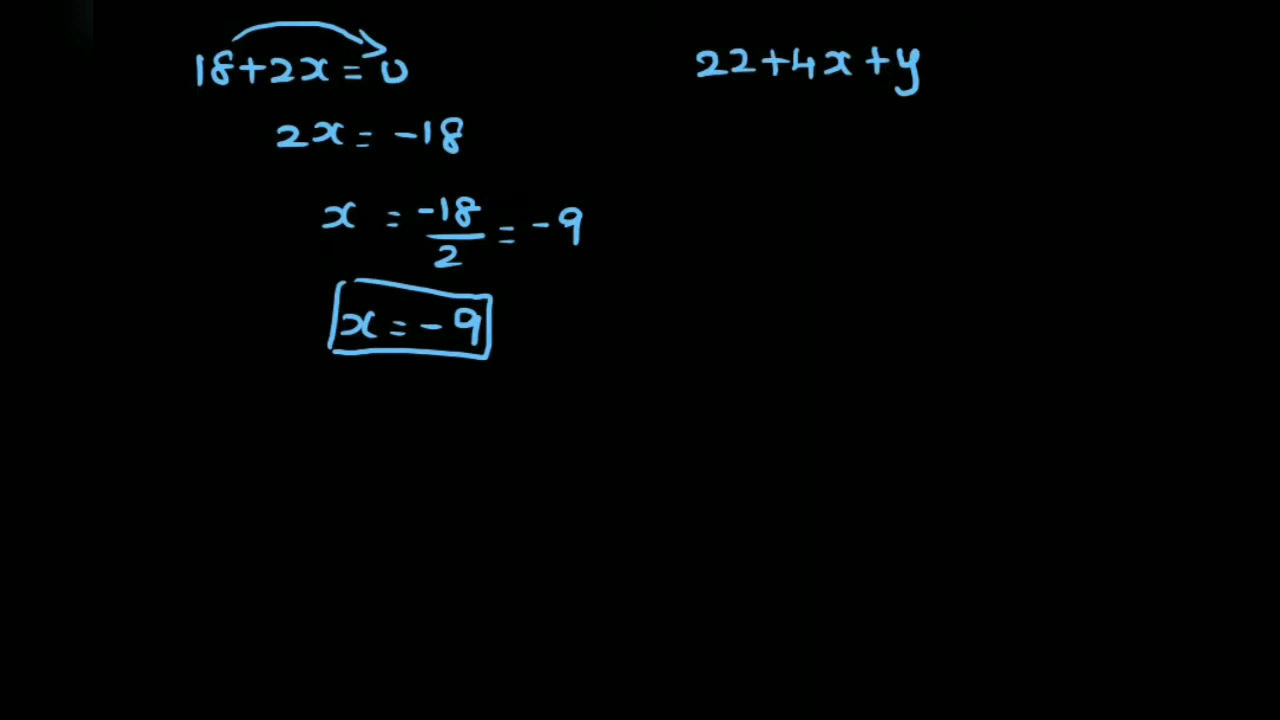 18+2x = 0
2x = -18
x = -18/2 = -9
x = -9
22+4x+y